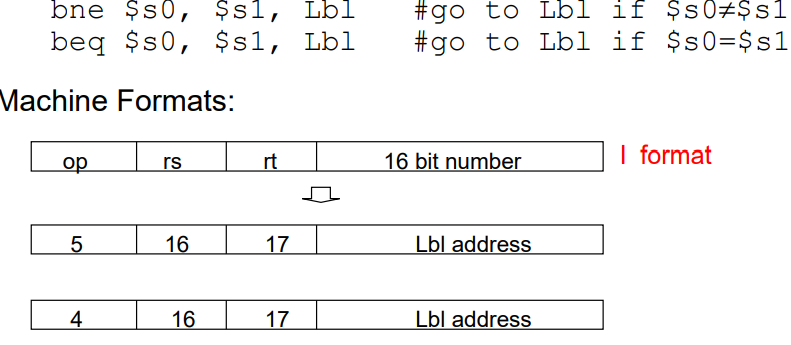 bne $s0, $s1, Lbl #go to Lbl if $s0≠$s1
beq $s0, $s1, Lbl #go to Lbl if $s0=$s1
Machine Formats:
op rs rt 16 bit number I format
5 16 17 Lbl address
4 16 17 Lbl address